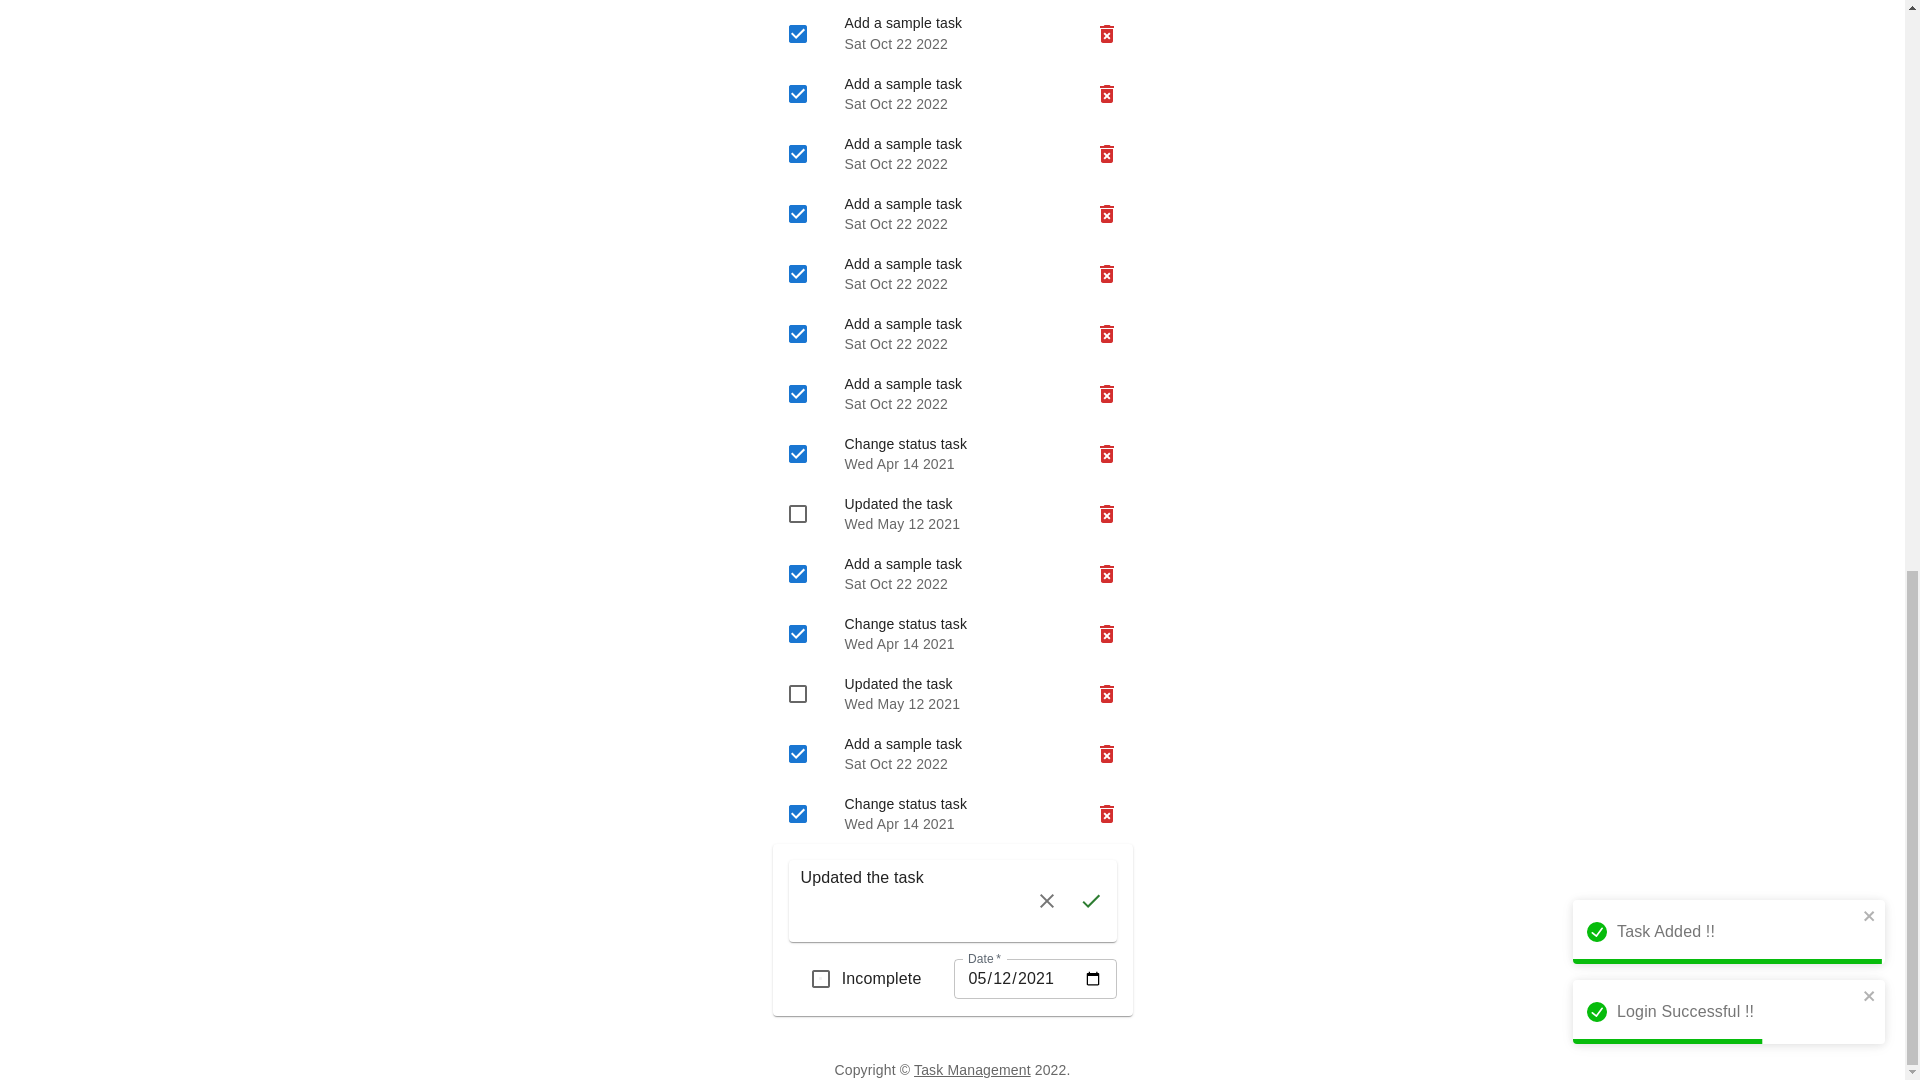 Add a sample task
Sat Oct 22 2022
Add a sample task
Sat Oct 22 2022
Add a sample task
Sat Oct 22 2022
Add a sample task
Sat Oct 22 2022
Add a sample task
Sat Oct 22 2022
Add a sample task
Sat Oct 22 2022
Add a sample task
Sat Oct 22 2022
Change status task
Wed Apr 14 2021
Updated the task
Wed May 12 2021
Add a sample task
Sat Oct 22 2022
Change status task
Wed Apr 14 2021
Updated the task
Wed May 12 2021
Add a sample task
Sat Oct 22 2022
Change status task
Wed Apr 14 2021
Updated the task
Incomplete
Date *
05/12/2021
Task Added !!
Login Successful !!
Copyright © Task Management 2022.